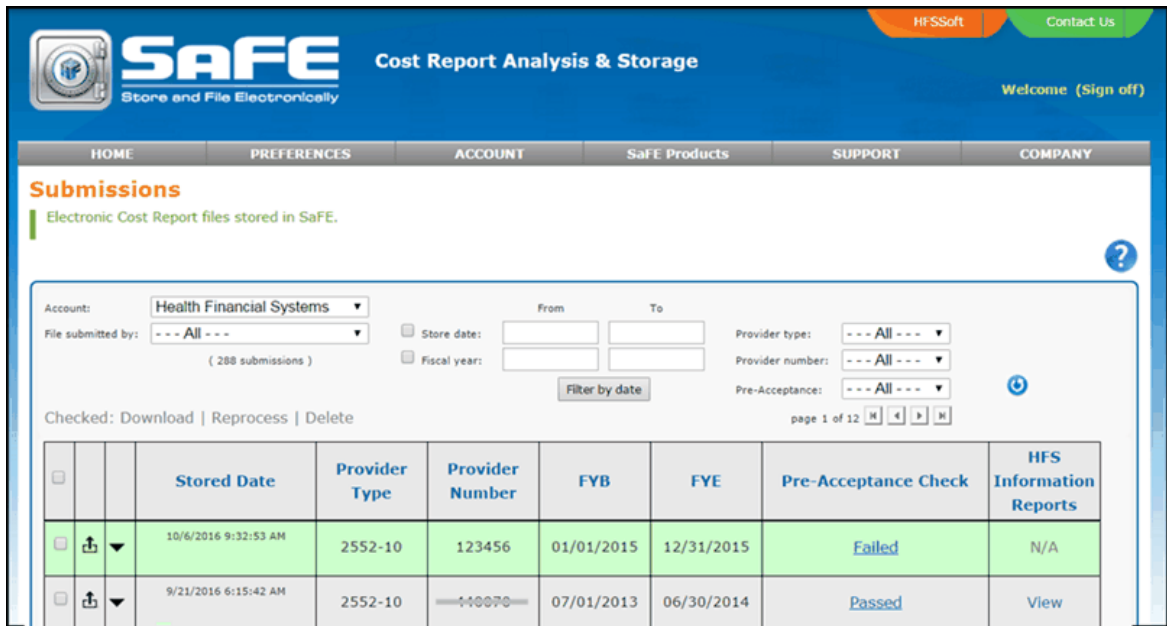 HFSSoft Contact Us
SaFE
Store and File Electronically
Cost Report Analysis & Storage
Welcome (Sign off)
HOME PREFERENCES ACCOUNT SaFE Products SUPPORT COMPANY
Submissions
Electronic Cost Report files stored in SaFE.
?
Account: Health Financial Systems From To
File submitted by: - - - All - - - Store date: Provider type: - - - All - - -
( 288 submissions ) Fiscal year: Provider number: - - - All - - -
Filter by date Pre-Acceptance: - - - All - - -
Checked: Download | Reprocess | Delete page 1 of 12
Stored Date Provider Type Provider Number FYB FYE Pre-Acceptance Check HFS Information Reports
10/6/2016 9:32:53 AM 2552-10 123456 01/01/2015 12/31/2015 Failed N/A
9/21/2016 6:15:42 AM 2552-10 07/01/2013 06/30/2014 Passed View